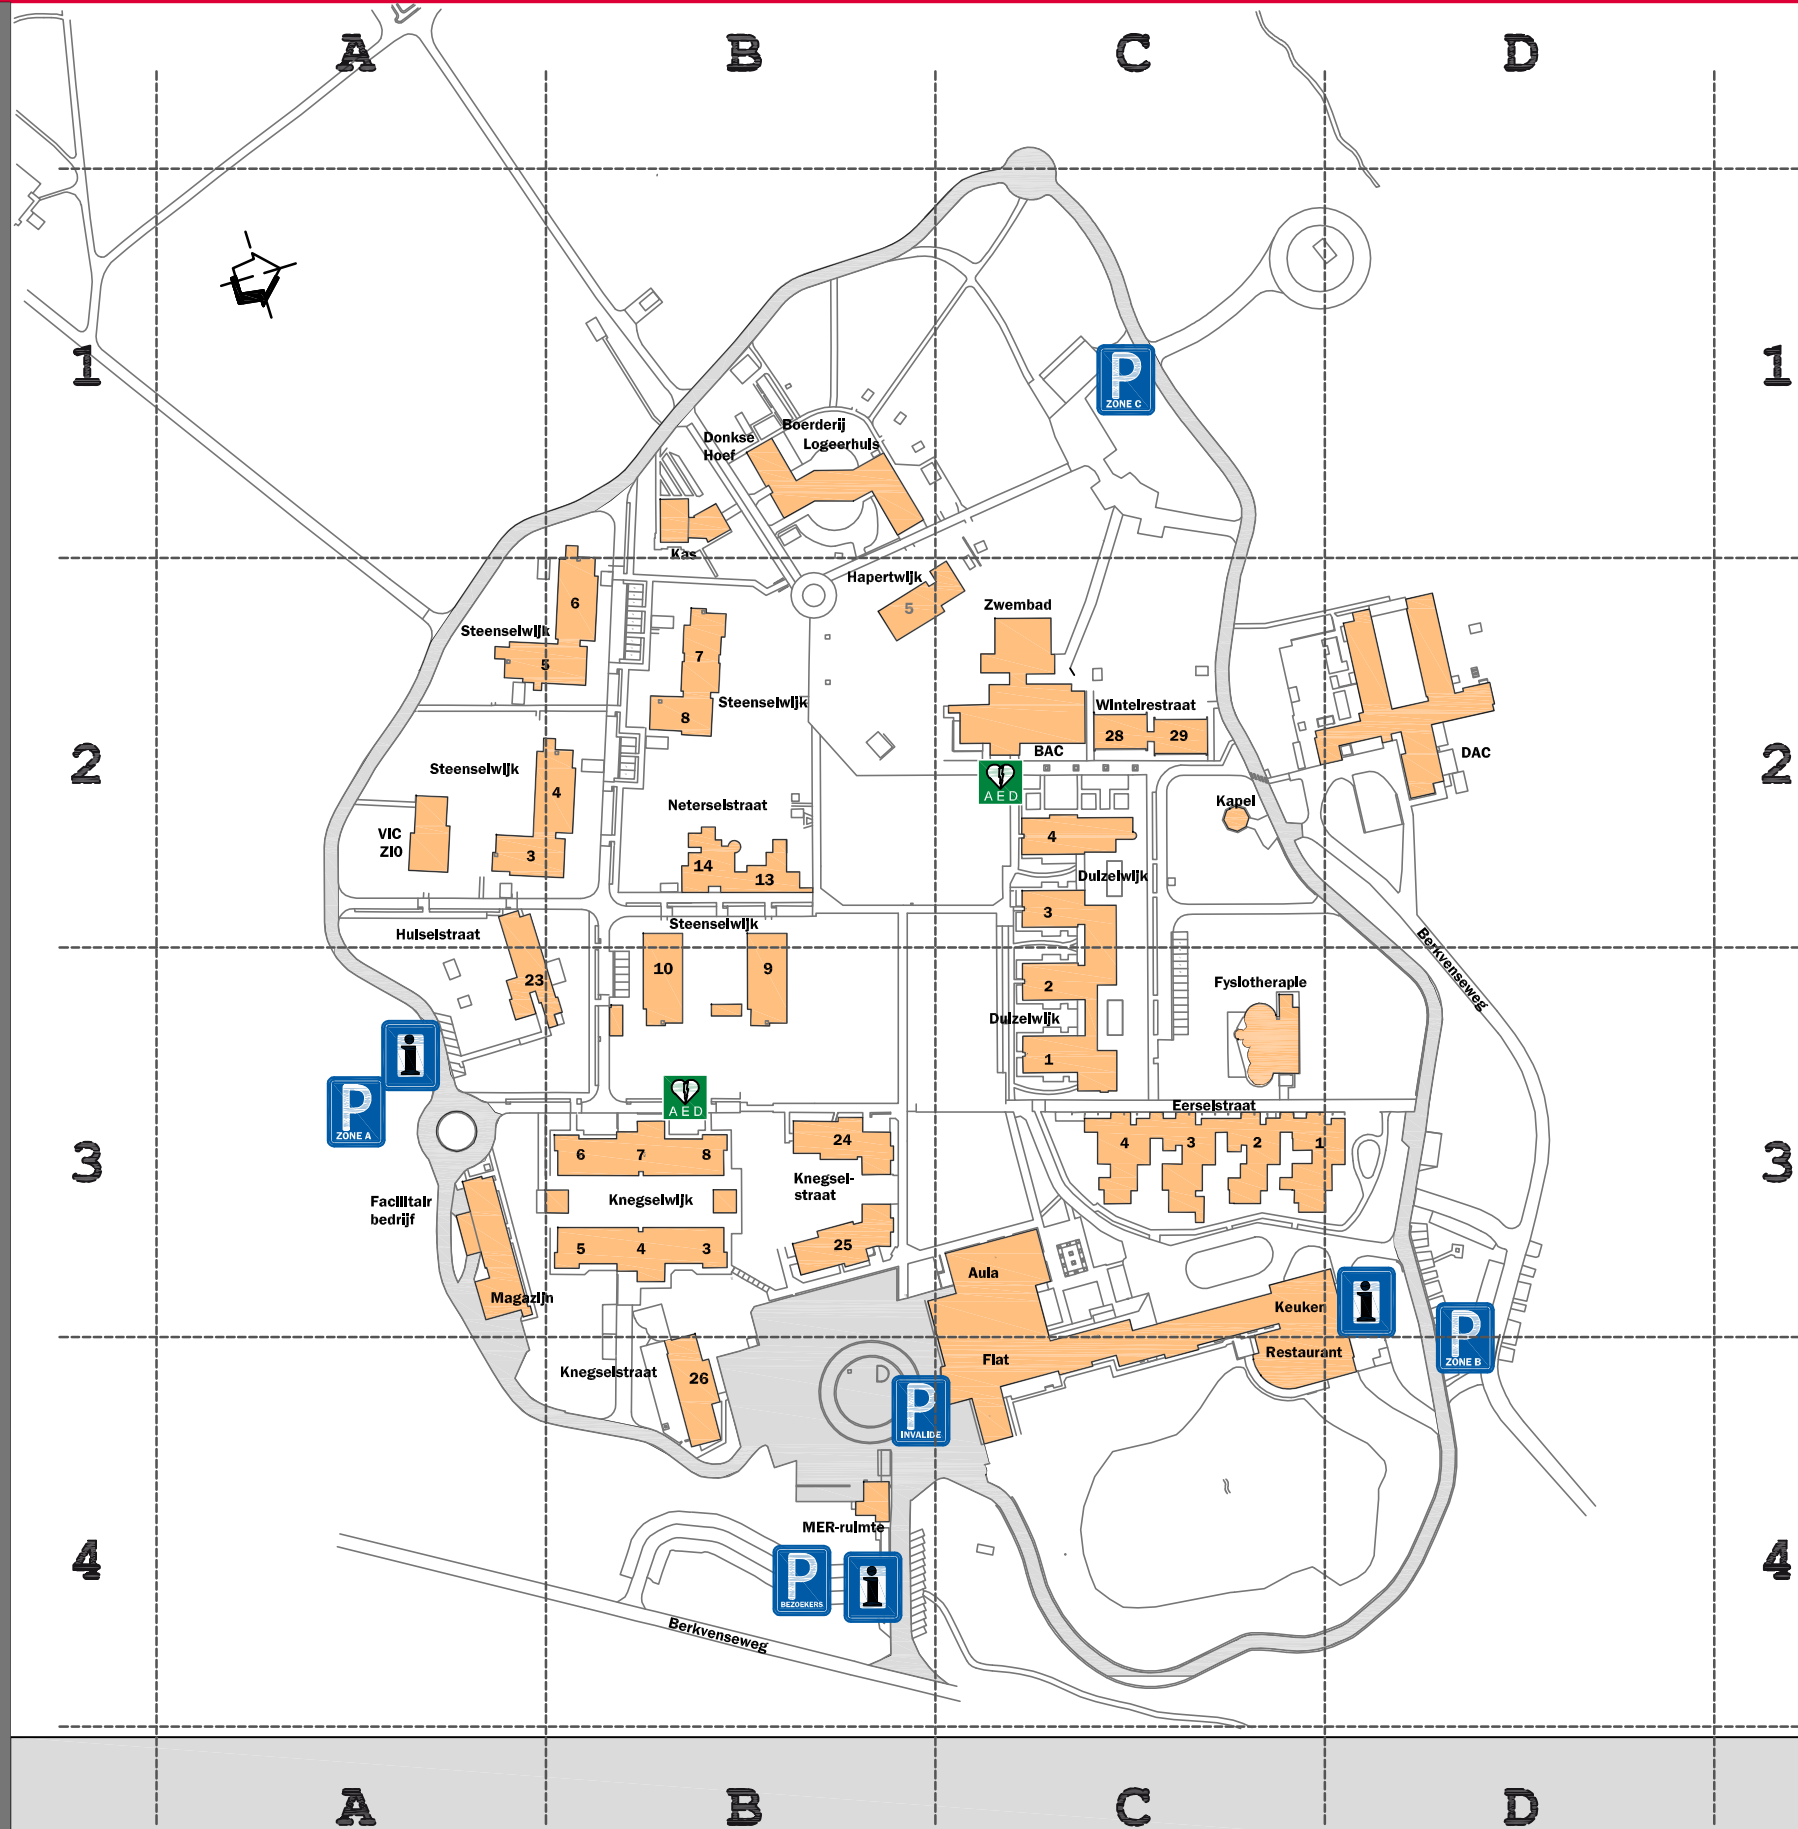 A B C D
1 1
P
ZONE C
Donkse
Hoef
Boerderij
Logeerhuis
Kas
Hapertwijk
5
Zwembad
6
Steenselwijk
5
7
8
Steenselwijk
Wintelrestraat
28 29
BAC
DAC
2 2
AED
Steenselwijk
4
3
VIC
ZIO
Neterselstraat
14 13
Kapel
4
Duizelwijk
3
Hulselstraat
Steenselwijk
23
10 9
2
Duizelwijk
1
Fysiotherapie
Berkvenseweg
i
P
ZONE A
AED
Eerselstraat
4 3 2 1
3 3
6 7 8
Knegselwijk
5 4 3
24
Knegsel-
straat
25
Facilitair
bedrijf
Magazijn
Aula
Keuken
i
P
ZONE B
Flat
Restaurant
Knegselstraat
26
P
INVALIDE
MER-ruimte
4 4
P
BEZOEKERS
i
Berkvenseweg
A B C D